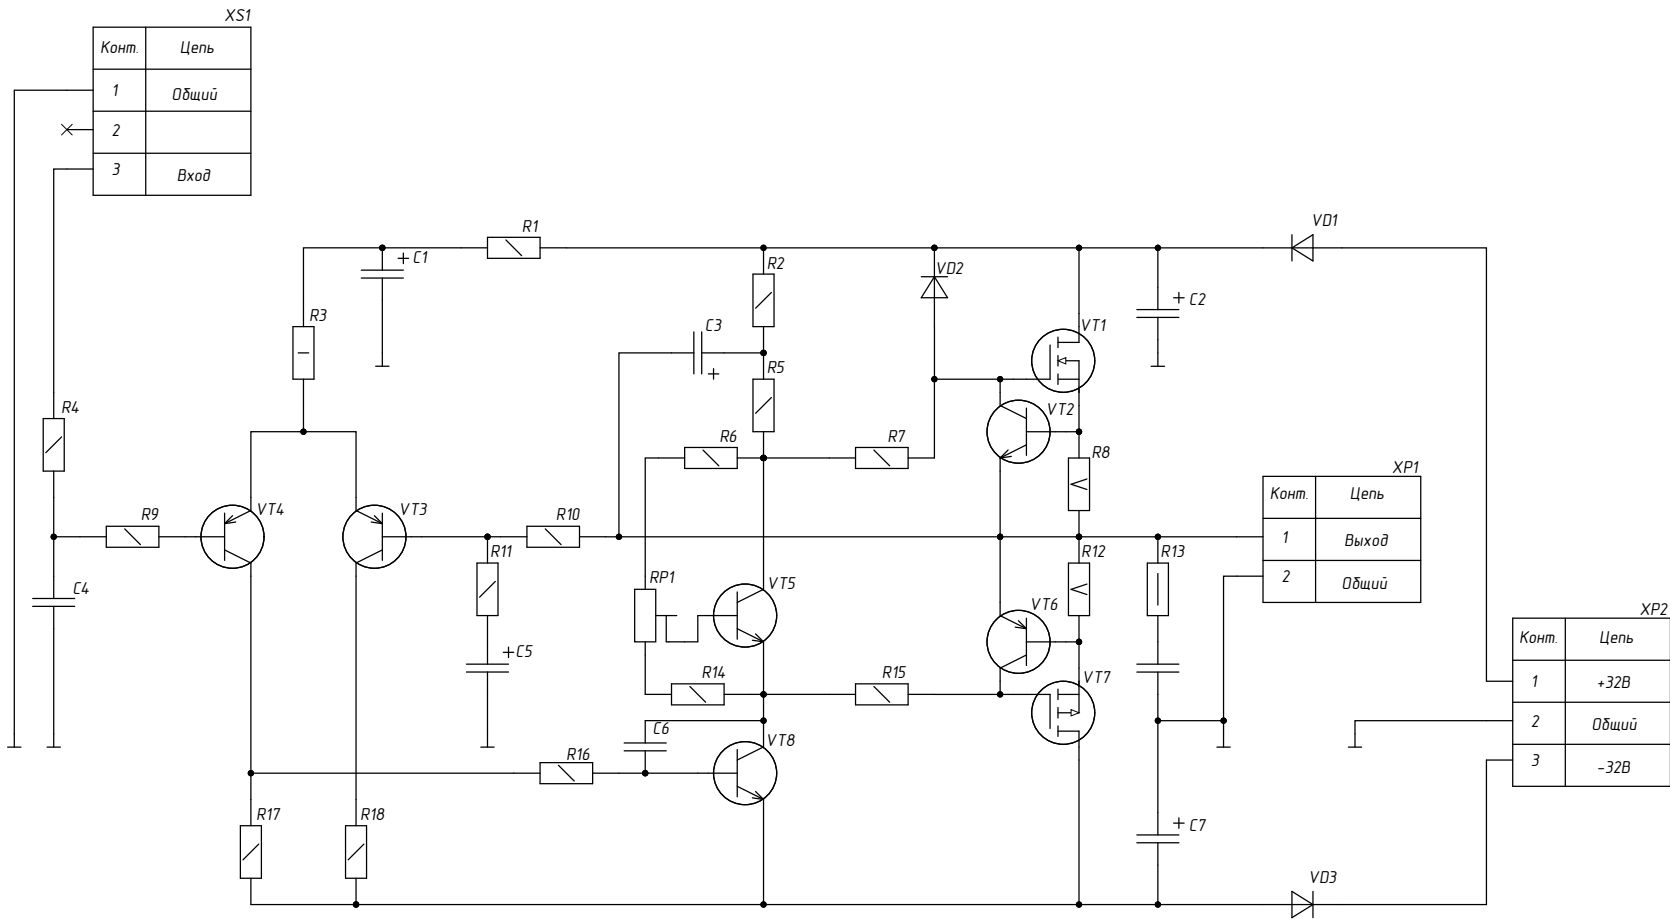 XS1
Конт. Цепь
1 Общий
2
3 Вход
R1
VD1
R2
VD2
+ C1
+ C2
R3
C3
+
VT1
R5
R4
VT2
R6
R7
R8
XP1
Конт. Цепь
1 Выход
2 Общий
VT4
VT3
R9
R10
R11
R12
R13
C4
RP1
VT5
VT6
XP2
Конт. Цепь
1 +32В
2 Общий
3 -32В
+ C5
R14
R15
VT7
C6
VT8
R16
R17
R18
+ C7
VD3